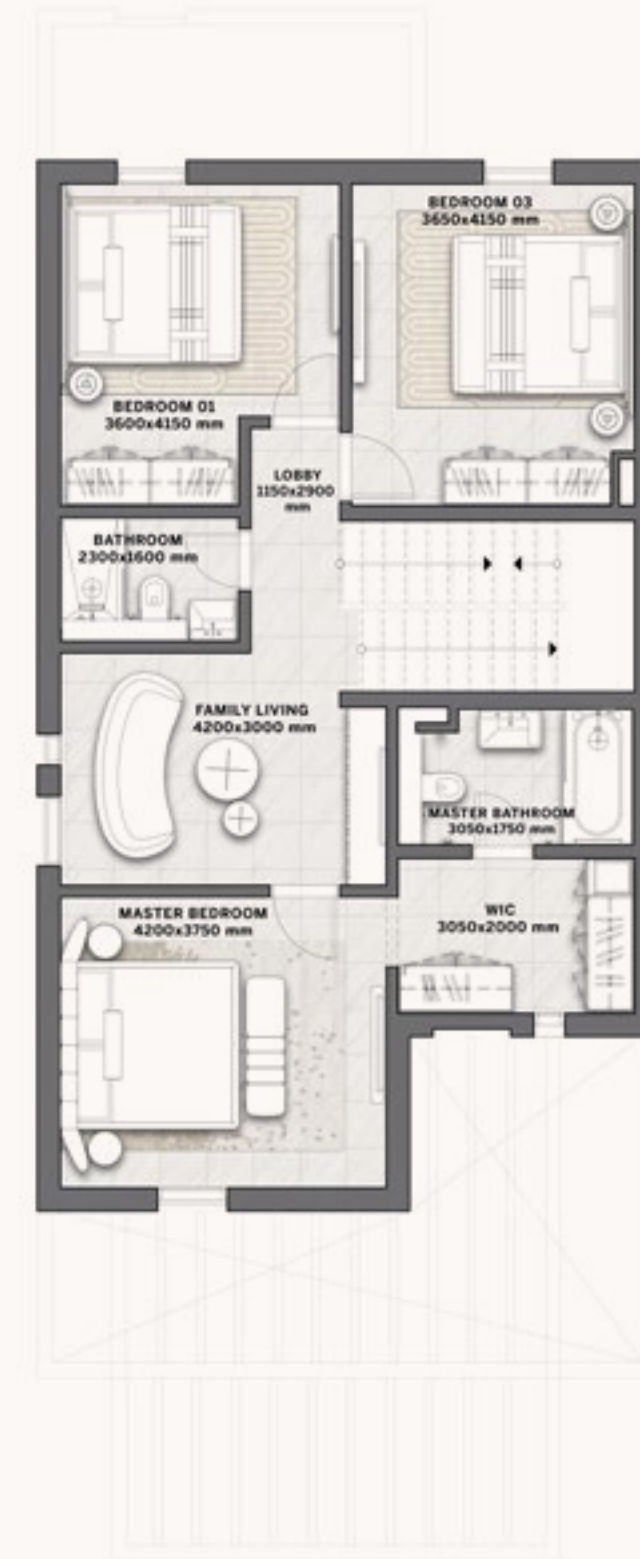 BEDROOM 03
3650x4150 mm
BEDROOM 01
3600x4150 mm
LOBBY
1150x2900
mm
BATHROOM
2300x1600 mm
FAMILY LIVING
4200x3000 mm
MASTER BATHROOM
3050x1750 mm
MASTER BEDROOM
4200x3750 mm
WIC
3050x2000 mm